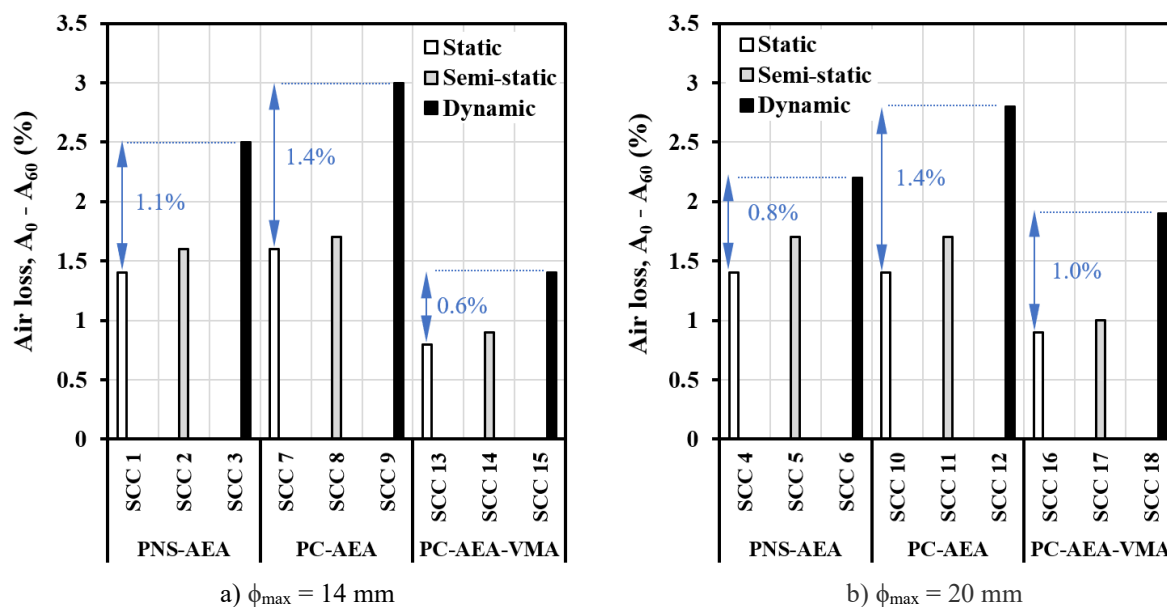 Air loss, A0 - A60 (%)
3.5
3
2.5
2
1.5
1
0.5
0
Static
Semi-static
Dynamic
1.1%
1.4%
0.6%
SCC 1
SCC 2
SCC 3
SCC 7
SCC 8
SCC 9
SCC 13
SCC 14
SCC 15
PNS-AEA
PC-AEA
PC-AEA-VMA
a) ϕmax = 14 mm
Air loss, A0 - A60 (%)
3.5
3
2.5
2
1.5
1
0.5
0
Static
Semi-static
Dynamic
0.8%
1.4%
1.0%
SCC 4
SCC 5
SCC 6
SCC 10
SCC 11
SCC 12
SCC 16
SCC 17
SCC 18
PNS-AEA
PC-AEA
PC-AEA-VMA
b) ϕmax = 20 mm